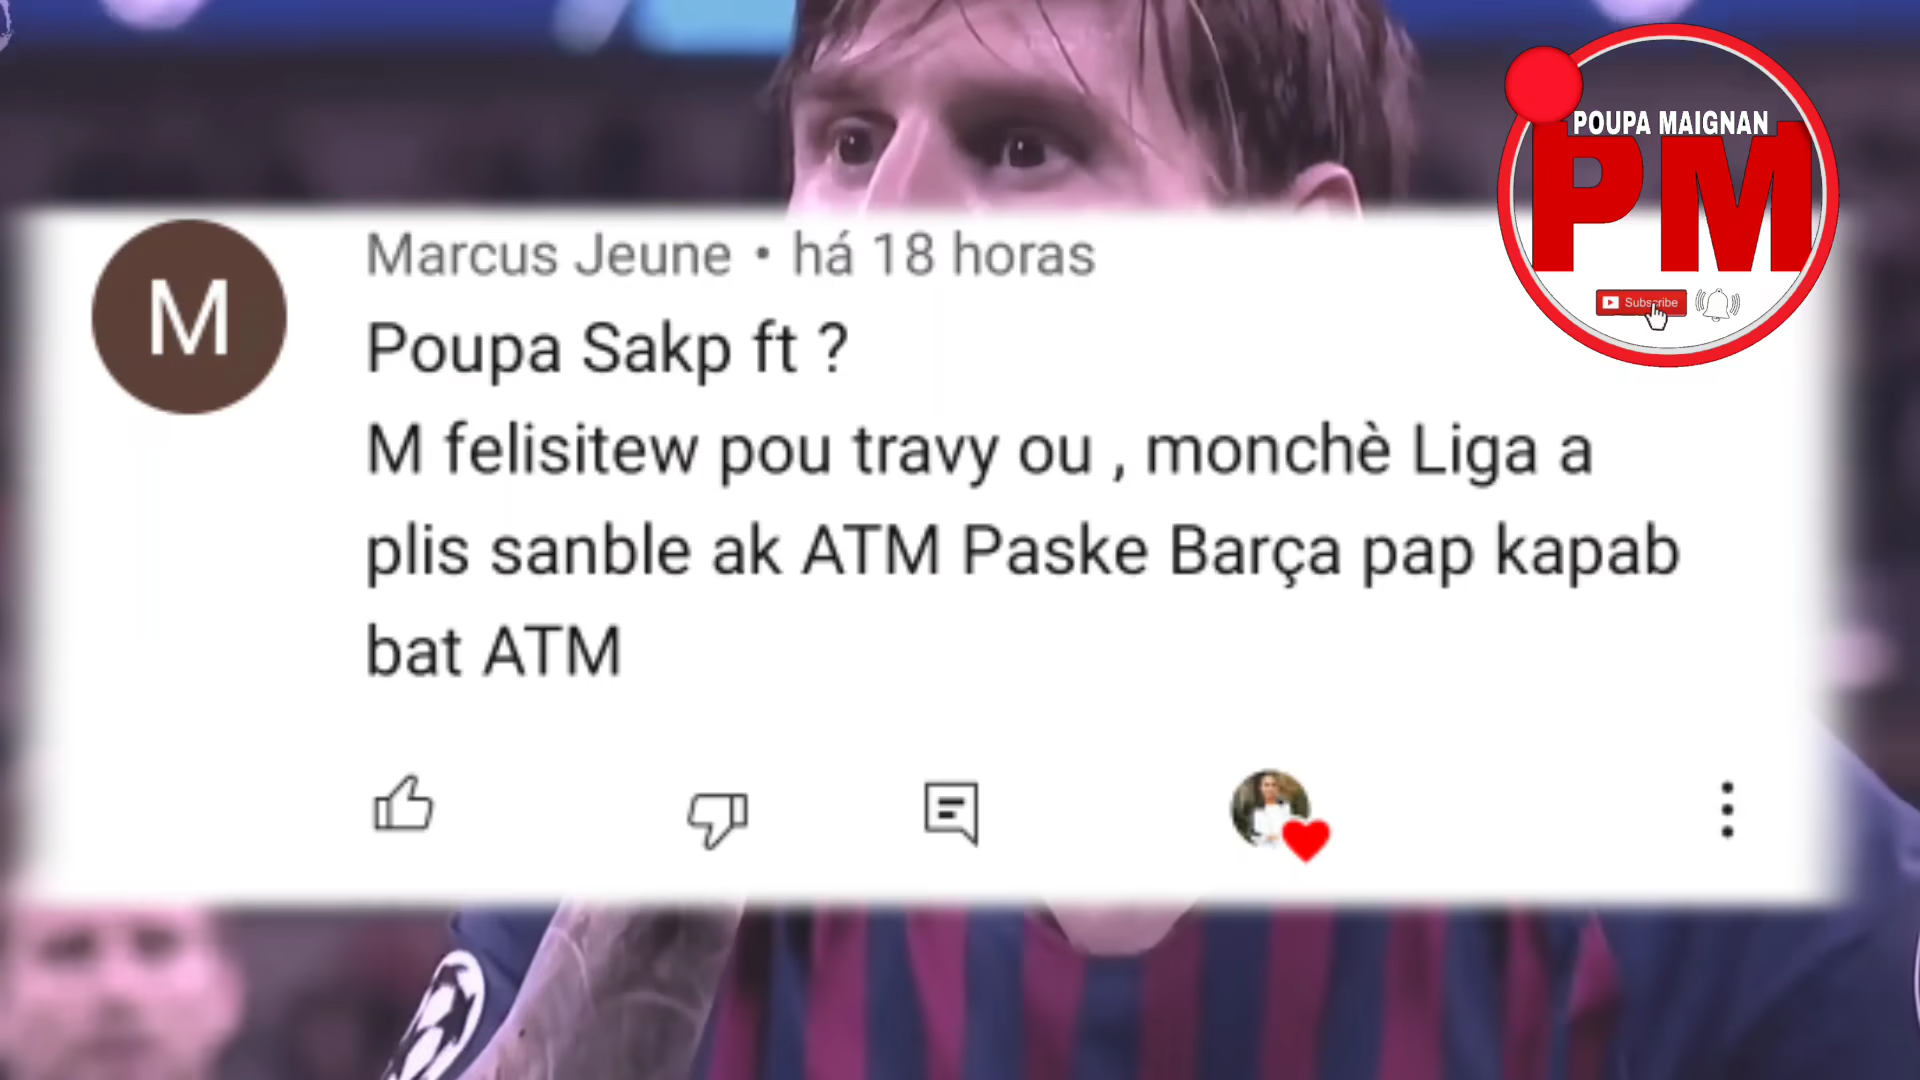 POUPA MAIGNAN
PM
Subscribe
M
Marcus Jeune • há 18 horas
Poupa Sakp ft ?
M felisitew pou travy ou , monchè Liga a
plis sanble ak ATM Paske Barça pap kapab
bat ATM